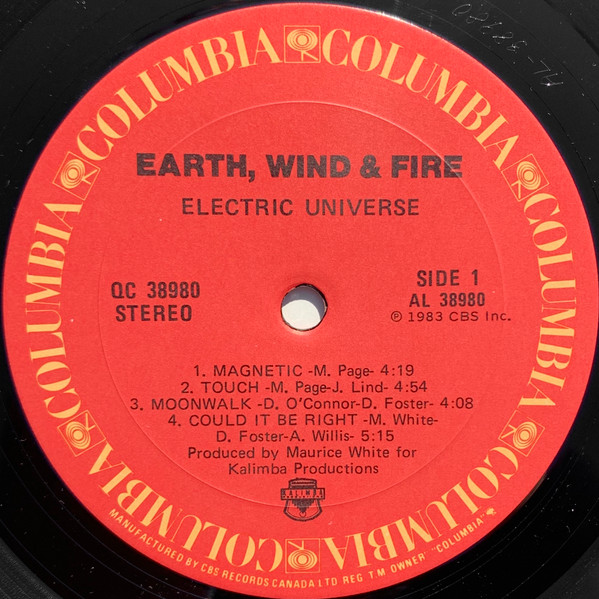 COLUMBIA COLUMBIA COLUMBIA COLUMBIA COLUMBIA COLUMBIA COLUMBIA
EARTH, WIND & FIRE
ELECTRIC UNIVERSE
QC 38980
STEREO
SIDE 1
AL 38980
℗ 1983 CBS Inc.
1. MAGNETIC -M. Page- 4:19
2. TOUCH -M. Page-J. Lind- 4:54
3. MOONWALK -D. O'Connor-D. Foster- 4:08
4. COULD IT BE RIGHT -M. White-
D. Foster-A. Willis- 5:15
Produced by Maurice White for
Kalimba Productions
KALIMBA
MANUFACTURED BY CBS RECORDS CANADA LTD REG. T.M. OWNER "COLUMBIA"